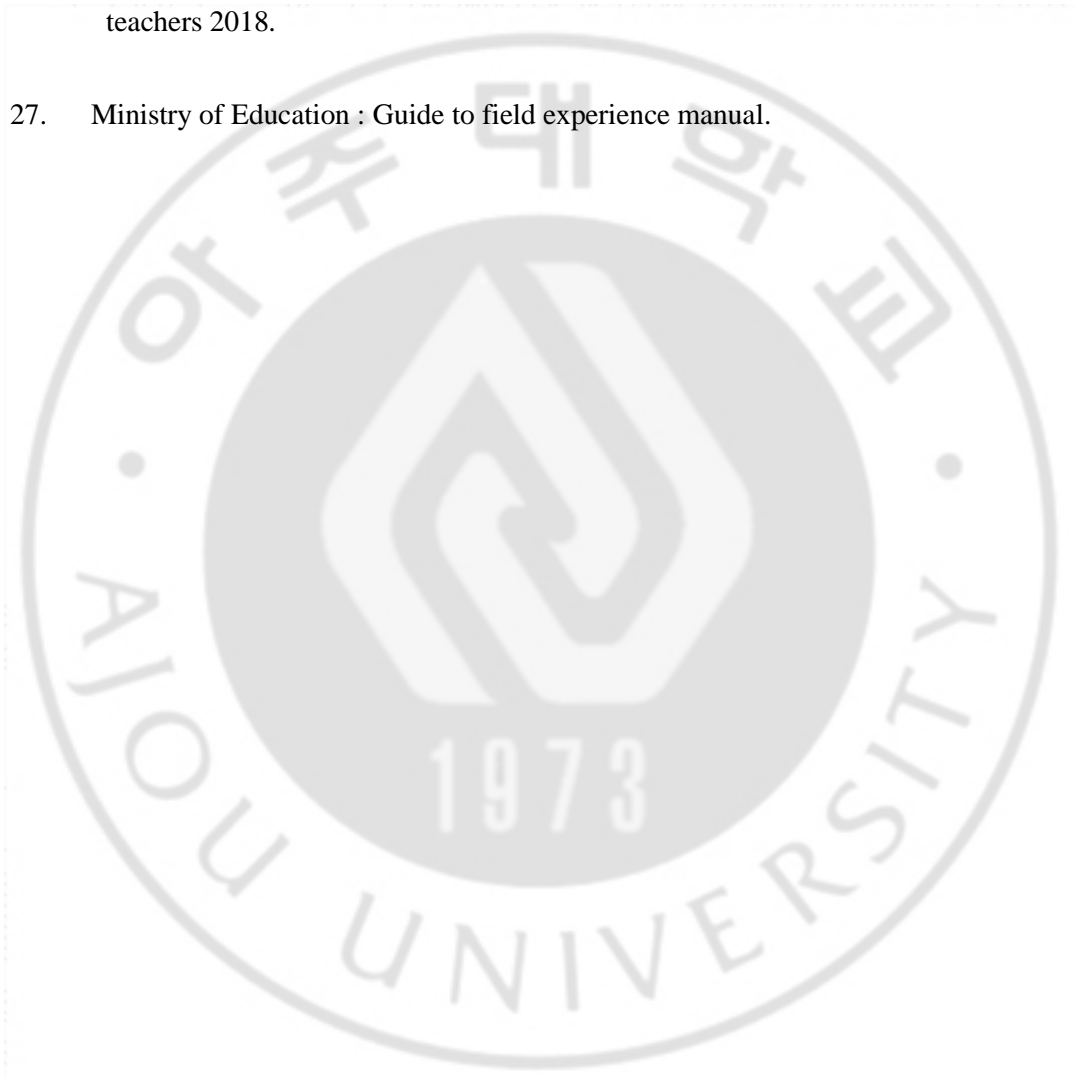 teachers 2018.
27. Ministry of Education : Guide to field experience manual.
아주대학교
1973
AJOU UNIVERSITY